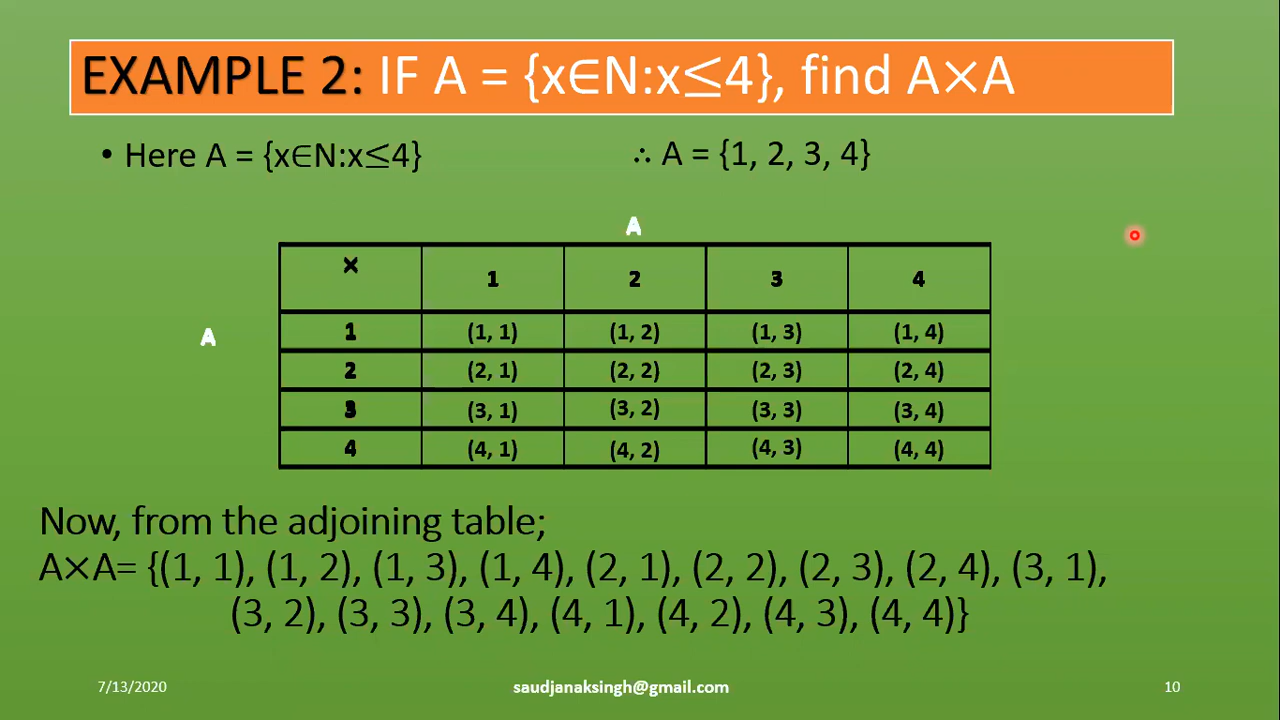 EXAMPLE 2: IF A = {x∈N:x≤4}, find A×A
• Here A = {x∈N:x≤4} ∴ A = {1, 2, 3, 4}
A
× 1 2 3 4
A
1 (1, 1) (1, 2) (1, 3) (1, 4)
2 (2, 1) (2, 2) (2, 3) (2, 4)
3 (3, 1) (3, 2) (3, 3) (3, 4)
4 (4, 1) (4, 2) (4, 3) (4, 4)
Now, from the adjoining table;
A×A= {(1, 1), (1, 2), (1, 3), (1, 4), (2, 1), (2, 2), (2, 3), (2, 4), (3, 1),
(3, 2), (3, 3), (3, 4), (4, 1), (4, 2), (4, 3), (4, 4)}
7/13/2020 saudjanaksingh@gmail.com 10